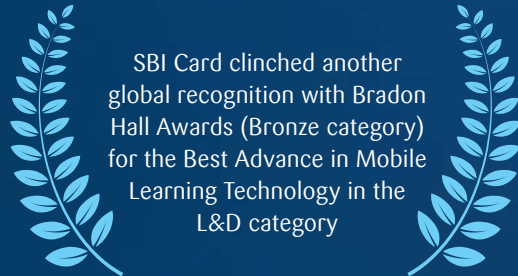 SBI Card clinched another
global recognition with Bradon
Hall Awards (Bronze category)
for the Best Advance in Mobile
Learning Technology in the
L&D category